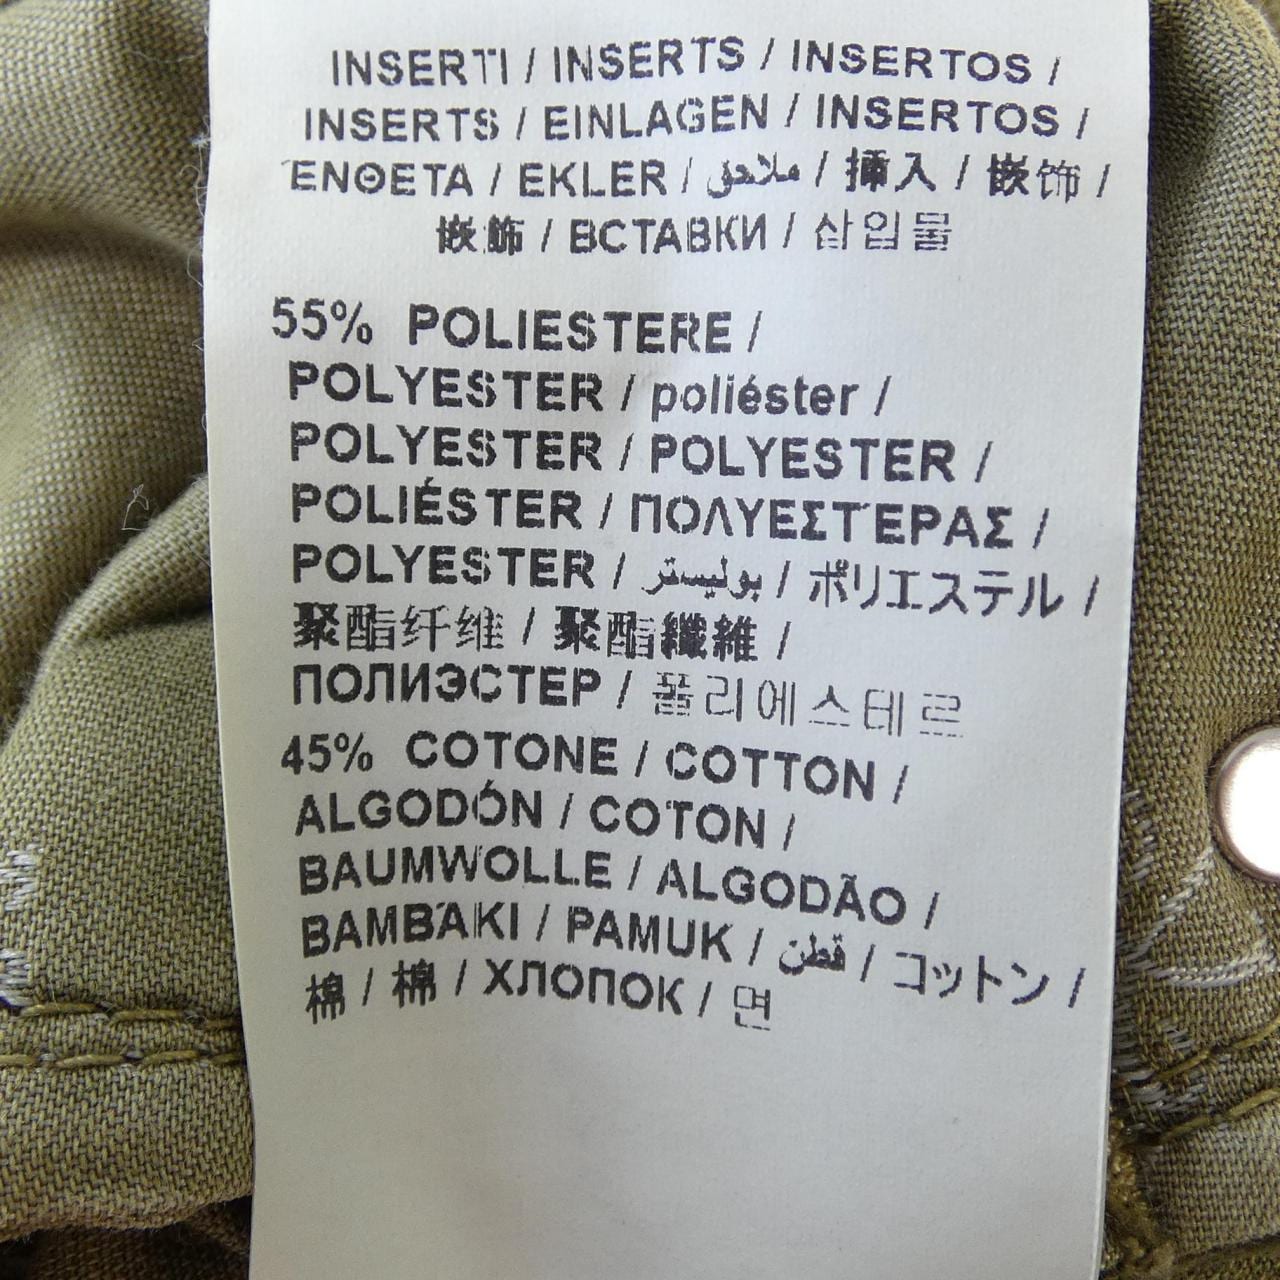 INSERTI / INSERTS / INSERTOS /
INSERTS / EINLAGEN / INSERTOS /
ΈΝΘΕΤΑ / EKLER / ملاحق / 挿入 / 嵌饰 /
嵌飾 / ВСТАВКИ / 삽입물
55% POLIESTERE /
POLYESTER / poliéster /
POLYESTER / POLYESTER /
POLIÉSTER / ΠΟΛΥΕΣΤΈΡΑΣ /
POLYESTER / بوليستر / ポリエステル /
聚酯纤维 / 聚酯纖維 /
ПОЛИЭСТЕР / 폴리에스테르
45% COTONE / COTTON /
ALGODÓN / COTON /
BAUMWOLLE / ALGODÃO /
ΒΑΜΒΆΚΙ / PAMUK / قطن / コットン /
棉 / 棉 / ХЛОПОК / 면